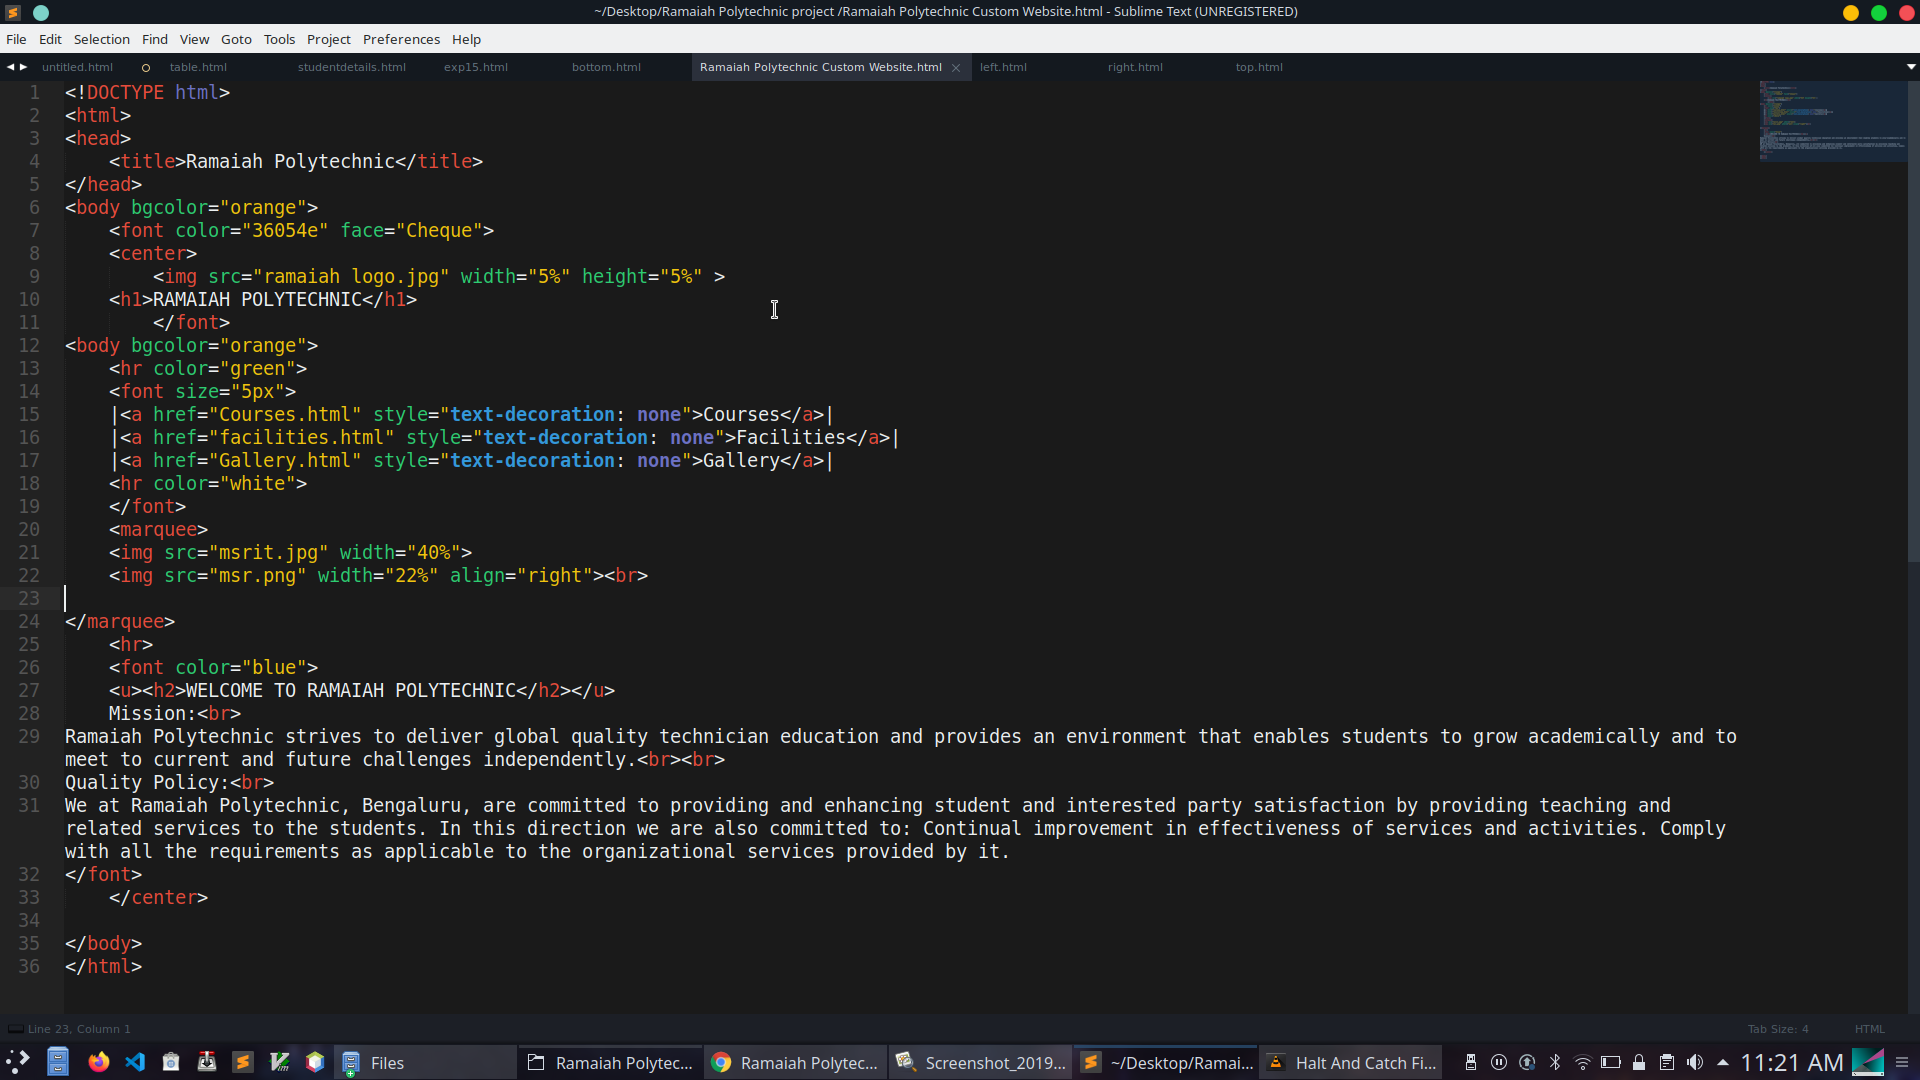 ~/Desktop/Ramaiah Polytechnic project /Ramaiah Polytechnic Custom Website.html - Sublime Text (UNREGISTERED)
File Edit Selection Find View Goto Tools Project Preferences Help
untitled.html table.html studentdetails.html exp15.html bottom.html Ramaiah Polytechnic Custom Website.html left.html right.html top.html
1 <!DOCTYPE html>
2 <html>
3 <head>
4 <title>Ramaiah Polytechnic</title>
5 </head>
6 <body bgcolor="orange">
7 <font color="36054e" face="Cheque">
8 <center>
9 <img src="ramaiah logo.jpg" width="5%" height="5%" >
10 <h1>RAMAIAH POLYTECHNIC</h1>
11 </font>
12 <body bgcolor="orange">
13 <hr color="green">
14 <font size="5px">
15 |<a href="Courses.html" style="text-decoration: none">Courses</a>|
16 |<a href="facilities.html" style="text-decoration: none">Facilities</a>|
17 |<a href="Gallery.html" style="text-decoration: none">Gallery</a>|
18 <hr color="white">
19 </font>
20 <marquee>
21 <img src="msrit.jpg" width="40%">
22 <img src="msr.png" width="22%" align="right"><br>
23
24 </marquee>
25 <hr>
26 <font color="blue">
27 <u><h2>WELCOME TO RAMAIAH POLYTECHNIC</h2></u>
28 Mission:<br>
29 Ramaiah Polytechnic strives to deliver global quality technician education and provides an environment that enables students to grow academically and to
meet to current and future challenges independently.<br><br>
30 Quality Policy:<br>
31 We at Ramaiah Polytechnic, Bengaluru, are committed to providing and enhancing student and interested party satisfaction by providing teaching and
related services to the students. In this direction we are also committed to: Continual improvement in effectiveness of services and activities. Comply
with all the requirements as applicable to the organizational services provided by it.
32 </font>
33 </center>
34
35 </body>
36 </html>
Line 23, Column 1 Tab Size: 4 HTML
Files Ramaiah Polytec... Ramaiah Polytec... Screenshot_2019... ~/Desktop/Ramai... Halt And Catch Fi... 11:21 AM